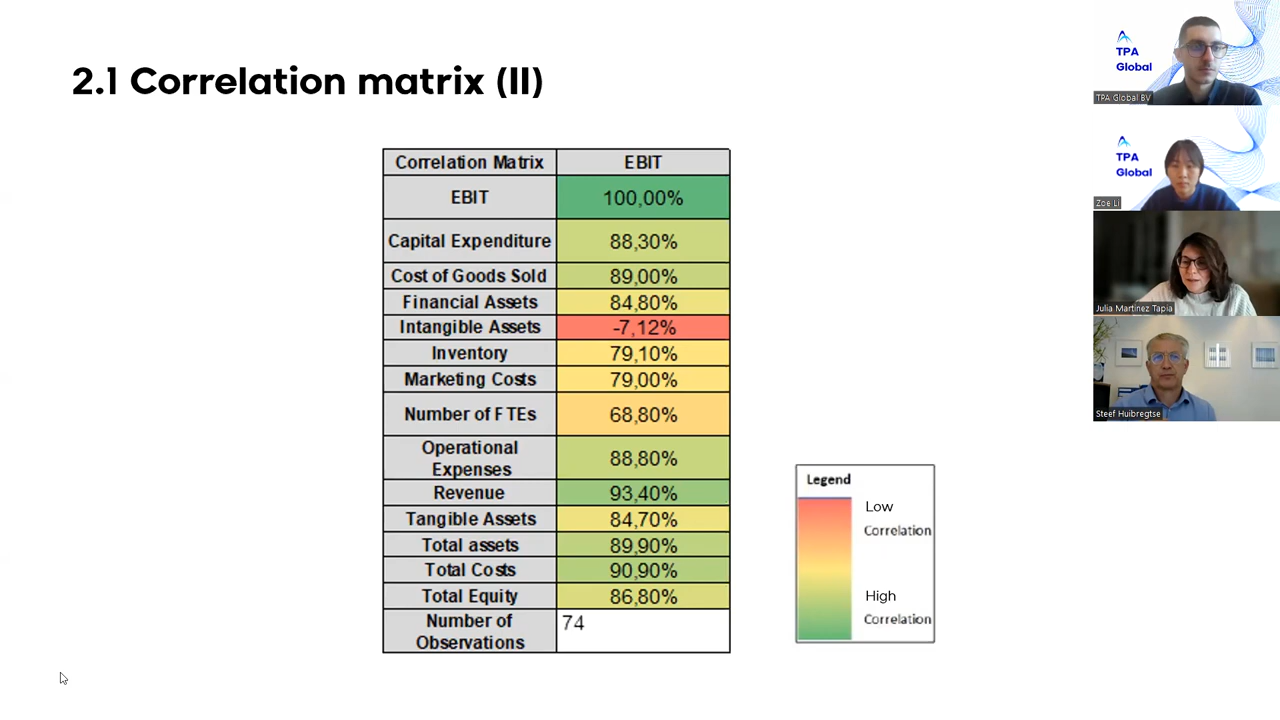 2.1 Correlation matrix (II)
Correlation Matrix EBIT
EBIT 100,00%
Capital Expenditure 88,30%
Cost of Goods Sold 89,00%
Financial Assets 84,80%
Intangible Assets -7,12%
Inventory 79,10%
Marketing Costs 79,00%
Number of FTEs 68,80%
Operational
Expenses 88,80%
Revenue 93,40%
Tangible Assets 84,70%
Total assets 89,90%
Total Costs 90,90%
Total Equity 86,80%
Number of
Observations 74
Legend
Low
Correlation
High
Correlation
TPA
Global
TPA Global BV
TPA
Global
Zoe Li
Julia Martinez Tapia
Steef Huibregtse